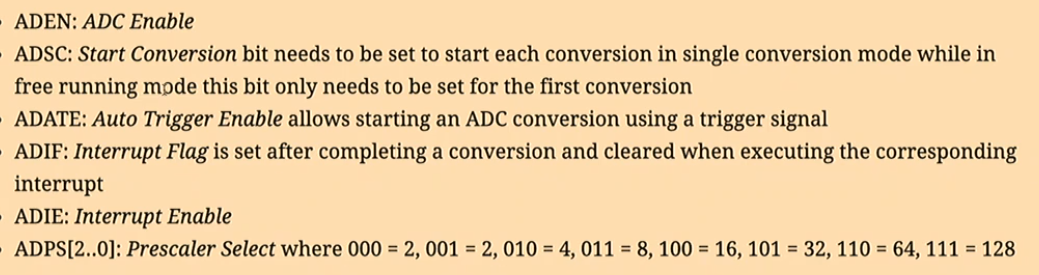 ADEN: ADC Enable
ADSC: Start Conversion bit needs to be set to start each conversion in single conversion mode while in
free running mode this bit only needs to be set for the first conversion
ADATE: Auto Trigger Enable allows starting an ADC conversion using a trigger signal
ADIF: Interrupt Flag is set after completing a conversion and cleared when executing the corresponding
interrupt
ADIE: Interrupt Enable
ADPS[2..0]: Prescaler Select where 000 = 2, 001 = 2, 010 = 4, 011 = 8, 100 = 16, 101 = 32, 110 = 64, 111 = 128